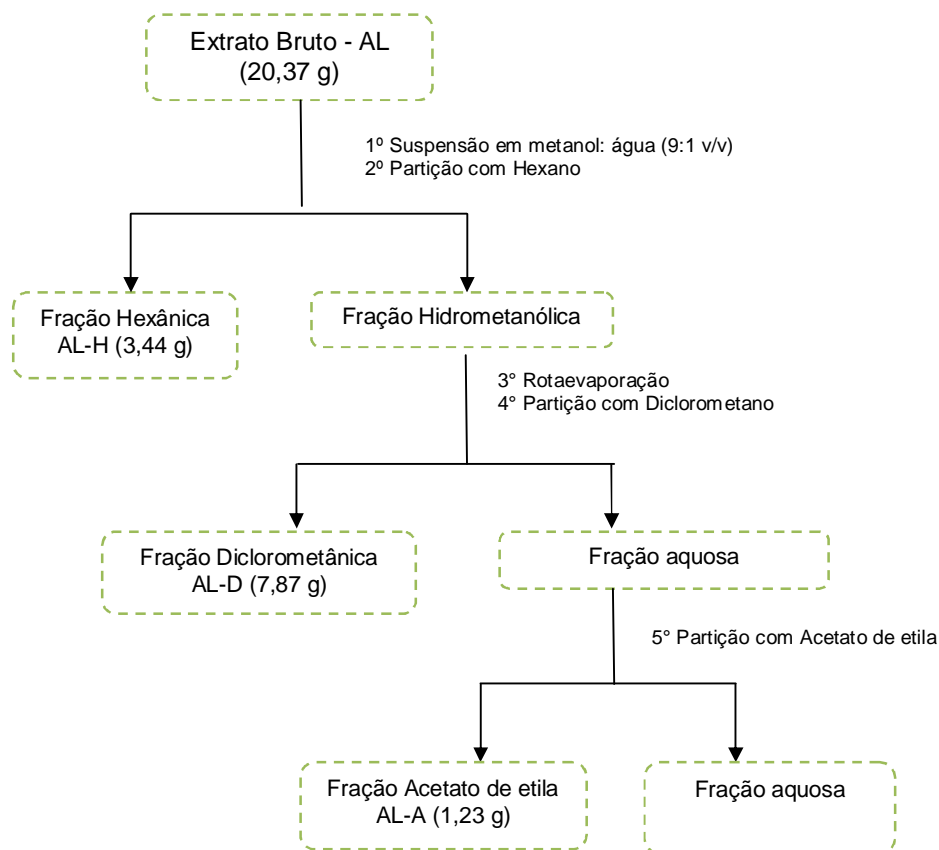 Extrato Bruto - AL
(20,37 g)
1º Suspensão em metanol: água (9:1 v/v)
2º Partição com Hexano
Fração Hexânica
AL-H (3,44 g)
Fração Hidrometanólica
3° Rotaevaporação
4° Partição com Diclorometano
Fração Diclorometânica
AL-D (7,87 g)
Fração aquosa
5° Partição com Acetato de etila
Fração Acetato de etila
AL-A (1,23 g)
Fração aquosa